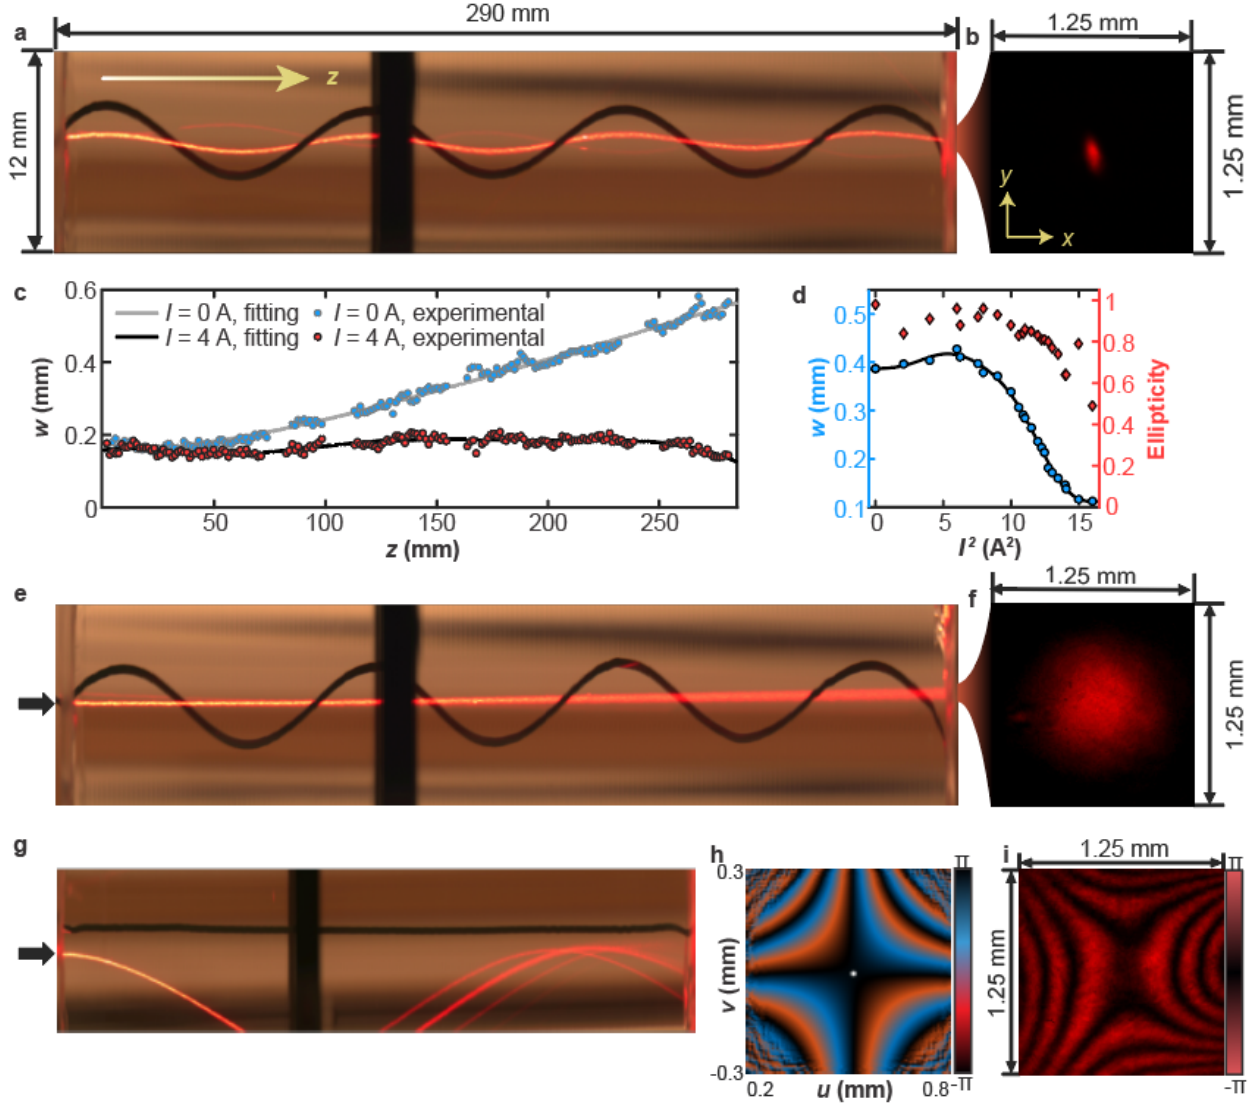 290 mm
a
b
1.25 mm
z
12 mm
y
x
1.25 mm
c
0.6
0.4
0.2
0
w (mm)
I = 0 A, fitting
I = 0 A, experimental
I = 4 A, fitting
I = 4 A, experimental
50
100
150
200
250
z (mm)
d
0.5
0.4
0.3
0.2
0.1
w (mm)
1
0.8
0.6
0.4
0.2
0
Ellipticity
0
5
10
15
I² (A²)
e
f
1.25 mm
1.25 mm
g
h
0.3
-0.3
v (mm)
0.2
u (mm)
0.8
π
-π
i
1.25 mm
1.25 mm
π
-π